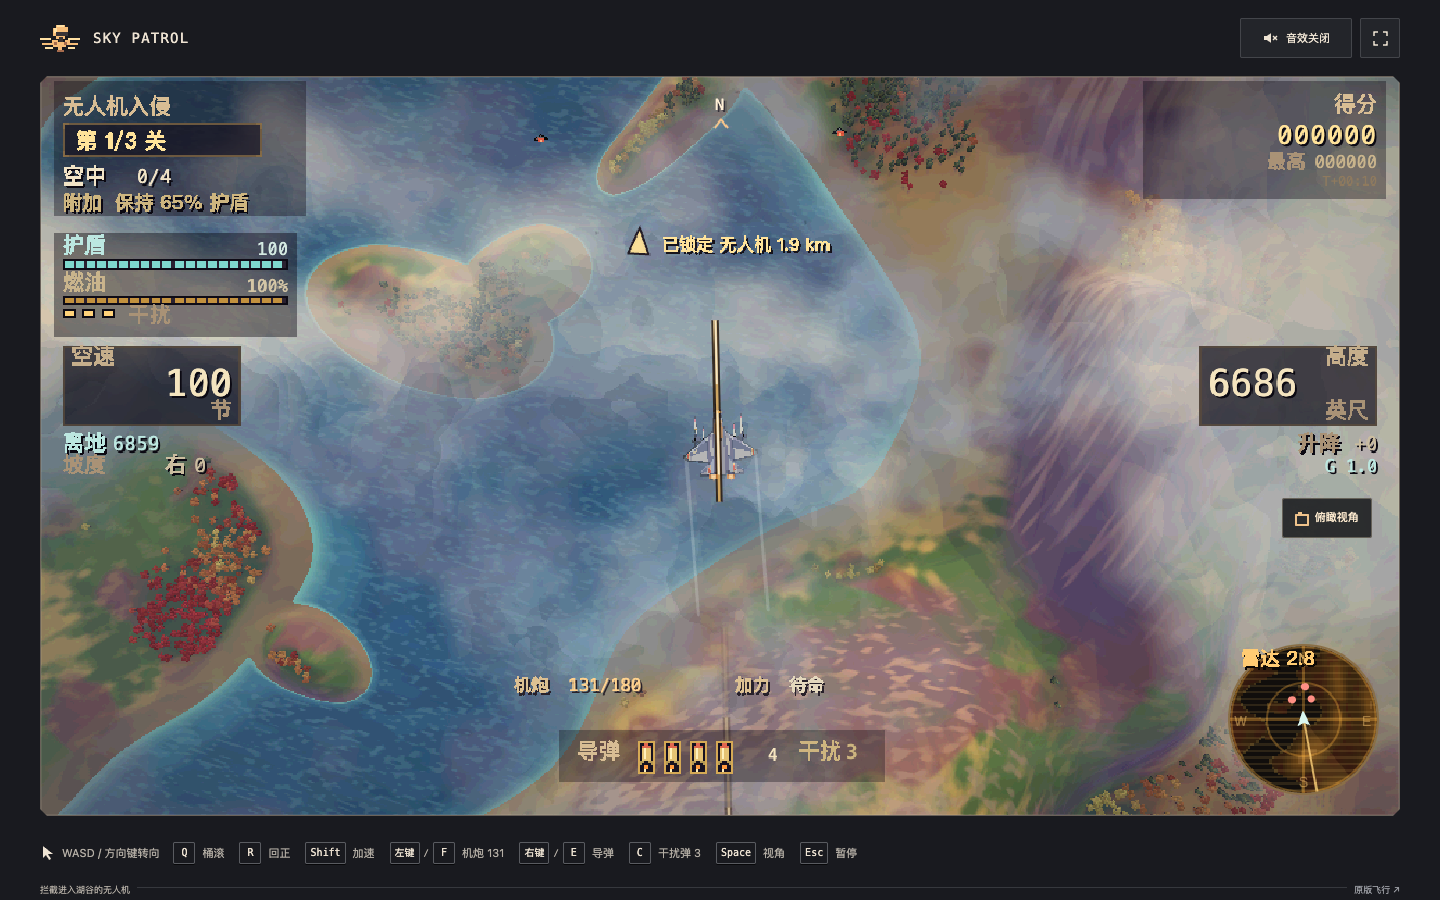 SKY PATROL
音效关闭
无人机入侵
第 1/3 关
空中 0/4
附加 保持 65% 护盾
护盾 100
燃油 100%
干扰
空速
100
节
离地 6859
坡度 右 0
N
已锁定 无人机 1.9 km
得分
000000
最高 000000
T+00:10
高度
6686
英尺
升降 +0
G 1.0
俯瞰视角
雷达 2.8
N
W
E
S
机炮 131/180 加力 待命
导弹 4 干扰 3
WASD / 方向键转向 Q 桶滚 R 回正 Shift 加速 左键 / F 机炮 131 右键 / E 导弹 C 干扰弹 3 Space 视角 Esc 暂停
拦截进入湖谷的无人机
原版飞行 ↗